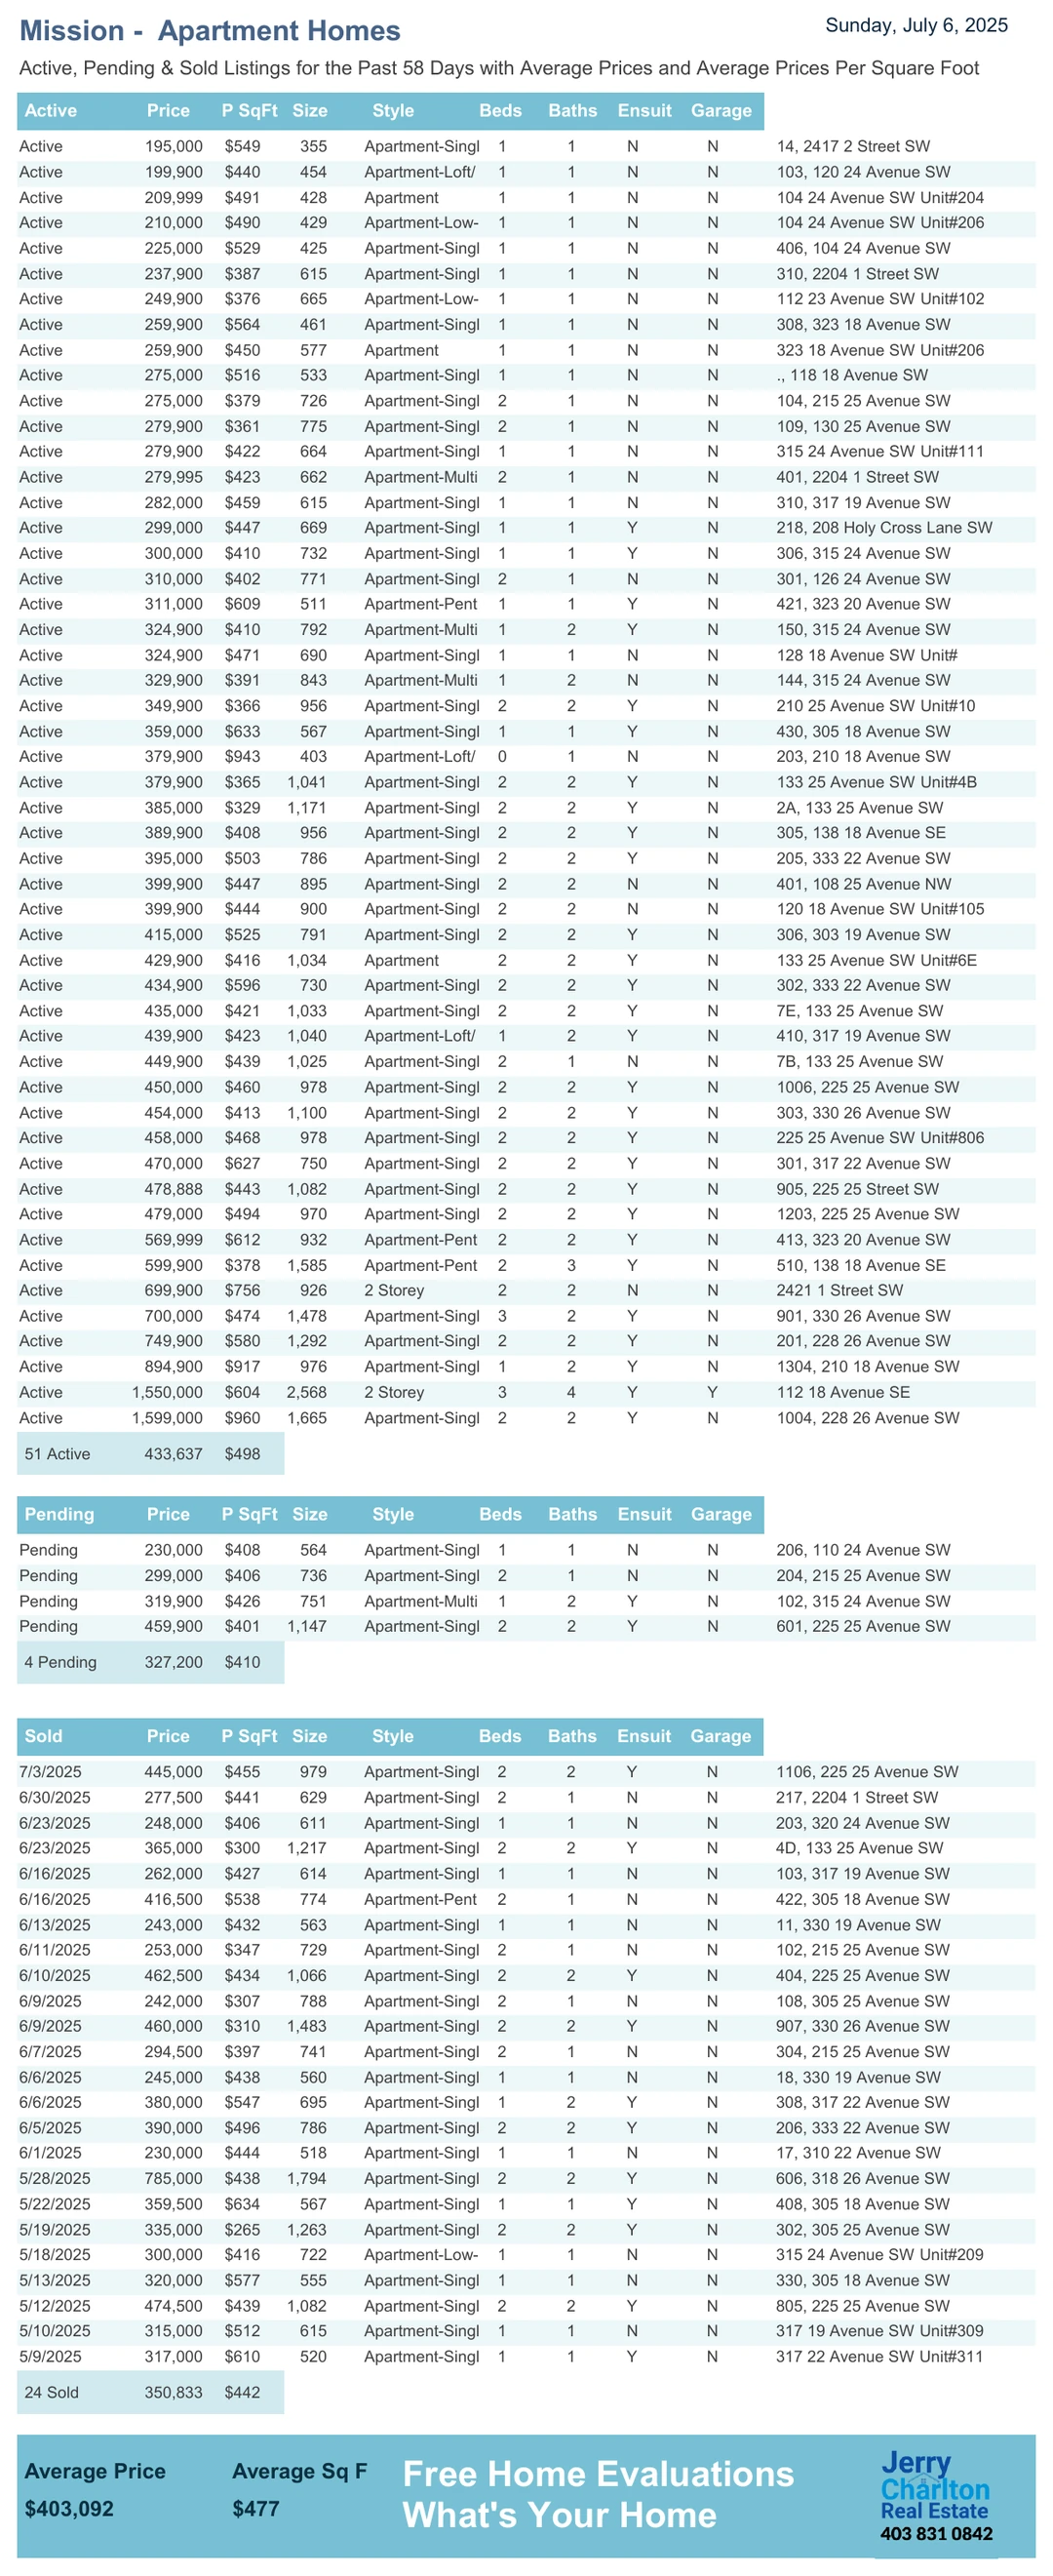 Mission -  Apartment Homes
Sunday, July 6, 2025
Active, Pending & Sold Listings for the Past 58 Days with Average Prices and Average Prices Per Square Foot
Active Price P SqFt Size Style Beds Baths Ensuit Garage
Active 195,000 $549 355 Apartment-Singl 1 1 N N 14, 2417 2 Street SW
Active 199,900 $440 454 Apartment-Loft/ 1 1 N N 103, 120 24 Avenue SW
Active 209,999 $491 428 Apartment 1 1 N N 104 24 Avenue SW Unit#204
Active 210,000 $490 429 Apartment-Low- 1 1 N N 104 24 Avenue SW Unit#206
Active 225,000 $529 425 Apartment-Singl 1 1 N N 406, 104 24 Avenue SW
Active 237,900 $387 615 Apartment-Singl 1 1 N N 310, 2204 1 Street SW
Active 249,900 $376 665 Apartment-Low- 1 1 N N 112 23 Avenue SW Unit#102
Active 259,900 $564 461 Apartment-Singl 1 1 N N 308, 323 18 Avenue SW
Active 259,900 $450 577 Apartment 1 1 N N 323 18 Avenue SW Unit#206
Active 275,000 $516 533 Apartment-Singl 1 1 N N ., 118 18 Avenue SW
Active 275,000 $379 726 Apartment-Singl 2 1 N N 104, 215 25 Avenue SW
Active 279,900 $361 775 Apartment-Singl 2 1 N N 109, 130 25 Avenue SW
Active 279,900 $422 664 Apartment-Singl 1 1 N N 315 24 Avenue SW Unit#111
Active 279,995 $423 662 Apartment-Multi 2 1 N N 401, 2204 1 Street SW
Active 282,000 $459 615 Apartment-Singl 1 1 N N 310, 317 19 Avenue SW
Active 299,000 $447 669 Apartment-Singl 1 1 Y N 218, 208 Holy Cross Lane SW
Active 300,000 $410 732 Apartment-Singl 1 1 Y N 306, 315 24 Avenue SW
Active 310,000 $402 771 Apartment-Singl 2 1 N N 301, 126 24 Avenue SW
Active 311,000 $609 511 Apartment-Pent 1 1 Y N 421, 323 20 Avenue SW
Active 324,900 $410 792 Apartment-Multi 1 2 Y N 150, 315 24 Avenue SW
Active 324,900 $471 690 Apartment-Singl 1 1 N N 128 18 Avenue SW Unit#
Active 329,900 $391 843 Apartment-Multi 1 2 N N 144, 315 24 Avenue SW
Active 349,900 $366 956 Apartment-Singl 2 2 Y N 210 25 Avenue SW Unit#10
Active 359,000 $633 567 Apartment-Singl 1 1 Y N 430, 305 18 Avenue SW
Active 379,900 $943 403 Apartment-Loft/ 0 1 N N 203, 210 18 Avenue SW
Active 379,900 $365 1,041 Apartment-Singl 2 2 Y N 133 25 Avenue SW Unit#4B
Active 385,000 $329 1,171 Apartment-Singl 2 2 Y N 2A, 133 25 Avenue SW
Active 389,900 $408 956 Apartment-Singl 2 2 Y N 305, 138 18 Avenue SE
Active 395,000 $503 786 Apartment-Singl 2 2 Y N 205, 333 22 Avenue SW
Active 399,900 $447 895 Apartment-Singl 2 2 N N 401, 108 25 Avenue NW
Active 399,900 $444 900 Apartment-Singl 2 2 N N 120 18 Avenue SW Unit#105
Active 415,000 $525 791 Apartment-Singl 2 2 Y N 306, 303 19 Avenue SW
Active 429,900 $416 1,034 Apartment 2 2 Y N 133 25 Avenue SW Unit#6E
Active 434,900 $596 730 Apartment-Singl 2 2 Y N 302, 333 22 Avenue SW
Active 435,000 $421 1,033 Apartment-Singl 2 2 Y N 7E, 133 25 Avenue SW
Active 439,900 $423 1,040 Apartment-Loft/ 1 2 Y N 410, 317 19 Avenue SW
Active 449,900 $439 1,025 Apartment-Singl 2 1 N N 7B, 133 25 Avenue SW
Active 450,000 $460 978 Apartment-Singl 2 2 Y N 1006, 225 25 Avenue SW
Active 454,000 $413 1,100 Apartment-Singl 2 2 Y N 303, 330 26 Avenue SW
Active 458,000 $468 978 Apartment-Singl 2 2 Y N 225 25 Avenue SW Unit#806
Active 470,000 $627 750 Apartment-Singl 2 2 Y N 301, 317 22 Avenue SW
Active 478,888 $443 1,082 Apartment-Singl 2 2 Y N 905, 225 25 Street SW
Active 479,000 $494 970 Apartment-Singl 2 2 Y N 1203, 225 25 Avenue SW
Active 569,999 $612 932 Apartment-Pent 2 2 Y N 413, 323 20 Avenue SW
Active 599,900 $378 1,585 Apartment-Pent 2 3 Y N 510, 138 18 Avenue SE
Active 699,900 $756 926 2 Storey 2 2 N N 2421 1 Street SW
Active 700,000 $474 1,478 Apartment-Singl 3 2 Y N 901, 330 26 Avenue SW
Active 749,900 $580 1,292 Apartment-Singl 2 2 Y N 201, 228 26 Avenue SW
Active 894,900 $917 976 Apartment-Singl 1 2 Y N 1304, 210 18 Avenue SW
Active 1,550,000 $604 2,568 2 Storey 3 4 Y Y 112 18 Avenue SE
Active 1,599,000 $960 1,665 Apartment-Singl 2 2 Y N 1004, 228 26 Avenue SW
51 Active 433,637 $498
Pending Price P SqFt Size Style Beds Baths Ensuit Garage
Pending 230,000 $408 564 Apartment-Singl 1 1 N N 206, 110 24 Avenue SW
Pending 299,000 $406 736 Apartment-Singl 2 1 N N 204, 215 25 Avenue SW
Pending 319,900 $426 751 Apartment-Multi 1 2 Y N 102, 315 24 Avenue SW
Pending 459,900 $401 1,147 Apartment-Singl 2 2 Y N 601, 225 25 Avenue SW
4 Pending 327,200 $410
Sold Price P SqFt Size Style Beds Baths Ensuit Garage
7/3/2025 445,000 $455 979 Apartment-Singl 2 2 Y N 1106, 225 25 Avenue SW
6/30/2025 277,500 $441 629 Apartment-Singl 2 1 N N 217, 2204 1 Street SW
6/23/2025 248,000 $406 611 Apartment-Singl 1 1 N N 203, 320 24 Avenue SW
6/23/2025 365,000 $300 1,217 Apartment-Singl 2 2 Y N 4D, 133 25 Avenue SW
6/16/2025 262,000 $427 614 Apartment-Singl 1 1 N N 103, 317 19 Avenue SW
6/16/2025 416,500 $538 774 Apartment-Pent 2 1 N N 422, 305 18 Avenue SW
6/13/2025 243,000 $432 563 Apartment-Singl 1 1 N N 11, 330 19 Avenue SW
6/11/2025 253,000 $347 729 Apartment-Singl 2 1 N N 102, 215 25 Avenue SW
6/10/2025 462,500 $434 1,066 Apartment-Singl 2 2 Y N 404, 225 25 Avenue SW
6/9/2025 242,000 $307 788 Apartment-Singl 2 1 N N 108, 305 25 Avenue SW
6/9/2025 460,000 $310 1,483 Apartment-Singl 2 2 Y N 907, 330 26 Avenue SW
6/7/2025 294,500 $397 741 Apartment-Singl 2 1 N N 304, 215 25 Avenue SW
6/6/2025 245,000 $438 560 Apartment-Singl 1 1 N N 18, 330 19 Avenue SW
6/6/2025 380,000 $547 695 Apartment-Singl 1 2 Y N 308, 317 22 Avenue SW
6/5/2025 390,000 $496 786 Apartment-Singl 2 2 Y N 206, 333 22 Avenue SW
6/1/2025 230,000 $444 518 Apartment-Singl 1 1 N N 17, 310 22 Avenue SW
5/28/2025 785,000 $438 1,794 Apartment-Singl 2 2 Y N 606, 318 26 Avenue SW
5/22/2025 359,500 $634 567 Apartment-Singl 1 1 Y N 408, 305 18 Avenue SW
5/19/2025 335,000 $265 1,263 Apartment-Singl 2 2 Y N 302, 305 25 Avenue SW
5/18/2025 300,000 $416 722 Apartment-Low- 1 1 N N 315 24 Avenue SW Unit#209
5/13/2025 320,000 $577 555 Apartment-Singl 1 1 N N 330, 305 18 Avenue SW
5/12/2025 474,500 $439 1,082 Apartment-Singl 2 2 Y N 805, 225 25 Avenue SW
5/10/2025 315,000 $512 615 Apartment-Singl 1 1 N N 317 19 Avenue SW Unit#309
5/9/2025 317,000 $610 520 Apartment-Singl 1 1 Y N 317 22 Avenue SW Unit#311
24 Sold 350,833 $442
Average Price Average Sq F
$403,092 $477
Free Home Evaluations
What's Your Home
Jerry
Charlton
Real Estate
403 831 0842